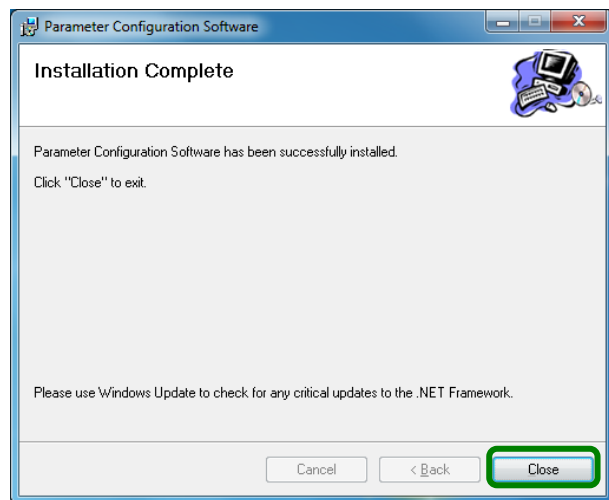 Parameter Configuration Software
Installation Complete
Parameter Configuration Software has been successfully installed.
Click "Close" to exit.
Please use Windows Update to check for any critical updates to the .NET Framework.
Cancel < Back Close